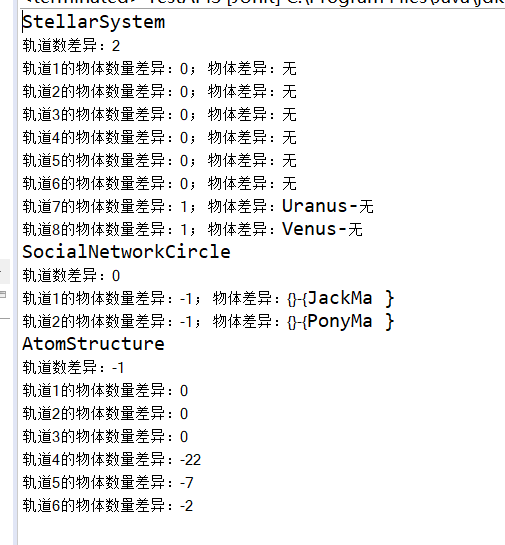 <terminated> TestAPIs [JUnit] C:\Program Files\Java\jdk
StellarSystem
轨道数差异：2
轨道1的物体数量差异：0； 物体差异：无
轨道2的物体数量差异：0； 物体差异：无
轨道3的物体数量差异：0； 物体差异：无
轨道4的物体数量差异：0； 物体差异：无
轨道5的物体数量差异：0； 物体差异：无
轨道6的物体数量差异：0； 物体差异：无
轨道7的物体数量差异：1； 物体差异：Uranus-无
轨道8的物体数量差异：1； 物体差异：Venus-无
SocialNetworkCircle
轨道数差异：0
轨道1的物体数量差异：-1； 物体差异：{}-{JackMa }
轨道2的物体数量差异：-1； 物体差异：{}-{PonyMa }
AtomStructure
轨道数差异：-1
轨道1的物体数量差异：0
轨道2的物体数量差异：0
轨道3的物体数量差异：0
轨道4的物体数量差异：-22
轨道5的物体数量差异：-7
轨道6的物体数量差异：-2